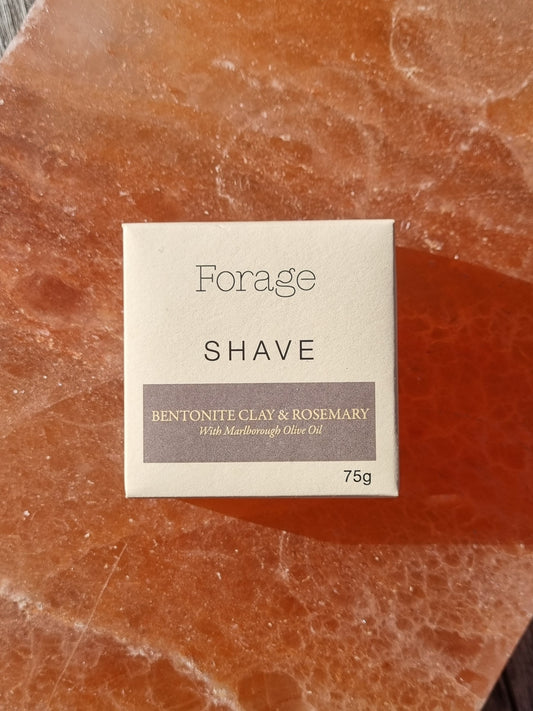 Forage
SHAVE
BENTONITE CLAY & ROSEMARY
With Marlborough Olive Oil
75g